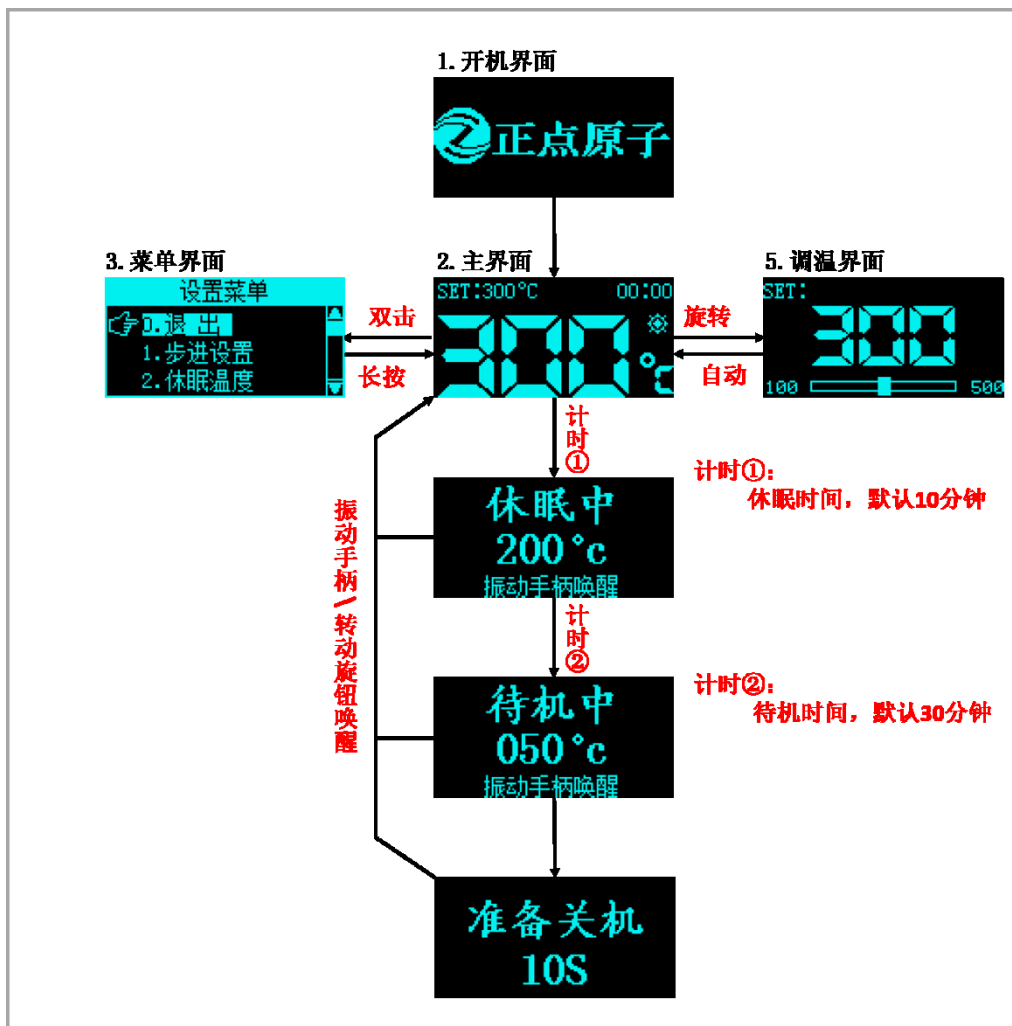 1. 开机界面
正点原子
3. 菜单界面
设置菜单
0.退 出
1.步进设置
2.休眠温度
双击
长按
2. 主界面
SET:300°C 00:00
300°C
旋转
自动
5. 调温界面
SET:
300
100 500
计时①
计时①：
休眠时间，默认10分钟
休眠中
200°c
振动手柄唤醒
振动手柄/转动旋钮唤醒
计时②
计时②：
待机时间，默认30分钟
待机中
050°c
振动手柄唤醒
准备关机
10S